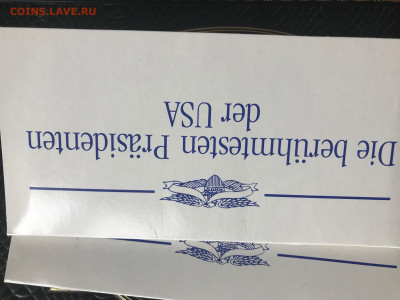 COINS.LAVE.RU
Die berühmtesten Präsidenten
der USA